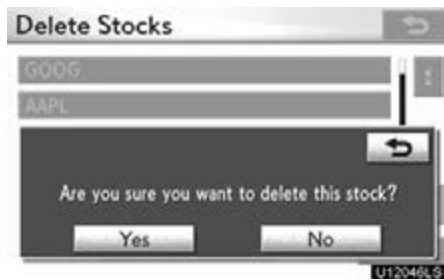 Delete Stocks
GOOG
AAPL
Are you sure you want to delete this stock?
Yes
No
U12046LS